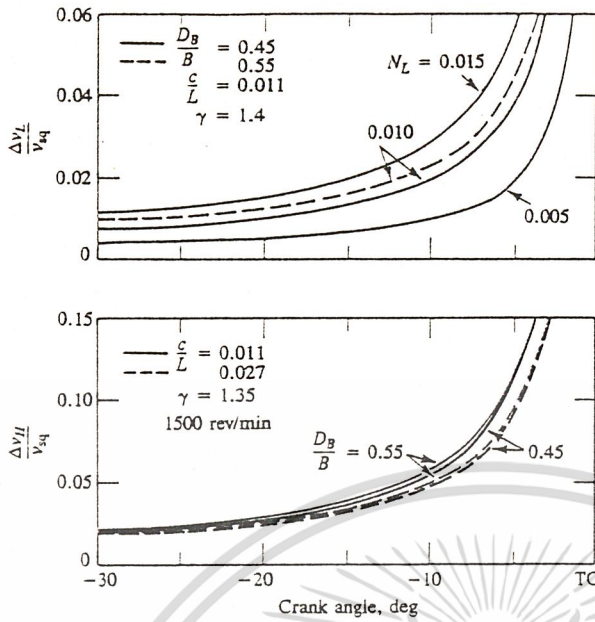 0.06
0.04
0.02
0
Δv_L / v_sq
D_B / B = 0.45
0.55
c / L = 0.011
γ = 1.4
N_L = 0.015
0.010
0.005
0.15
0.10
0.05
0
Δv_H / v_sq
c / L = 0.011
0.027
γ = 1.35
1500 rev/min
D_B / B = 0.55
0.45
-30
-20
-10
TC
Crank angle, deg